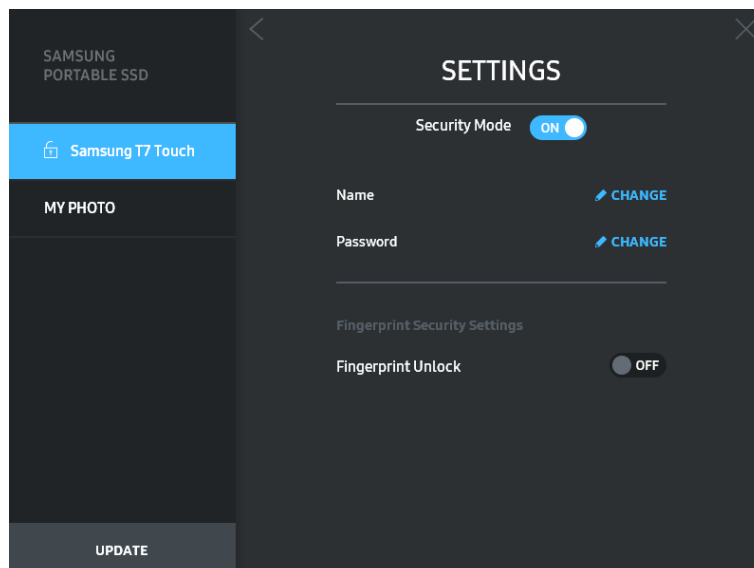 SAMSUNG
PORTABLE SSD
Samsung T7 Touch
MY PHOTO
UPDATE
SETTINGS
Security Mode ON
Name CHANGE
Password CHANGE
Fingerprint Security Settings
Fingerprint Unlock OFF